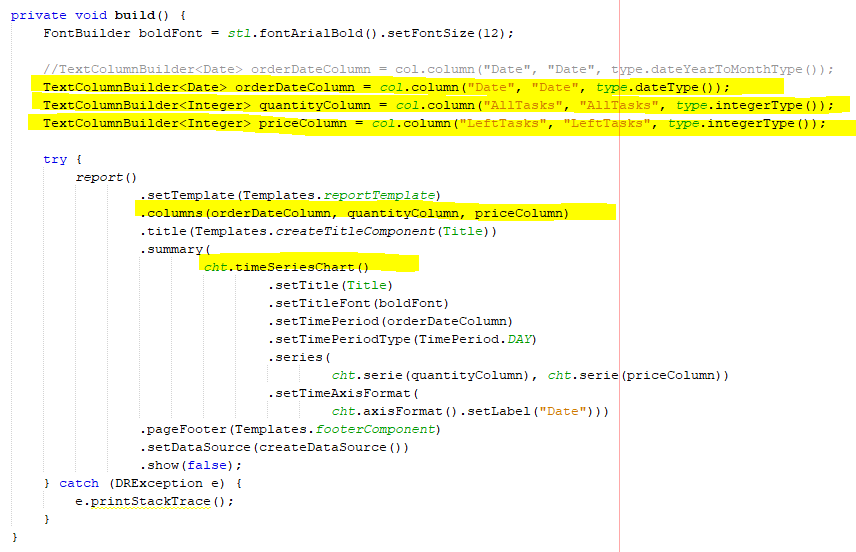 private void build() {
FontBuilder boldFont = stl.fontArialBold().setFontSize(12);
//TextColumnBuilder<Date> orderDateColumn = col.column("Date", "Date", type.dateYearToMonthType());
TextColumnBuilder<Date> orderDateColumn = col.column("Date", "Date", type.dateType());
TextColumnBuilder<Integer> quantityColumn = col.column("AllTasks", "AllTasks", type.integerType());
TextColumnBuilder<Integer> priceColumn = col.column("LeftTasks", "LeftTasks", type.integerType());
try {
report()
.setTemplate(Templates.reportTemplate)
.columns(orderDateColumn, quantityColumn, priceColumn)
.title(Templates.createTitleComponent(Title))
.summary(
cht.timeSeriesChart()
.setTitle(Title)
.setTitleFont(boldFont)
.setTimePeriod(orderDateColumn)
.setTimePeriodType(TimePeriod.DAY)
.series(
cht.serie(quantityColumn), cht.serie(priceColumn))
.setTimeAxisFormat(
cht.axisFormat().setLabel("Date")))
.pageFooter(Templates.footerComponent)
.setDataSource(createDataSource())
.show(false);
} catch (DRException e) {
e.printStackTrace();
}
}